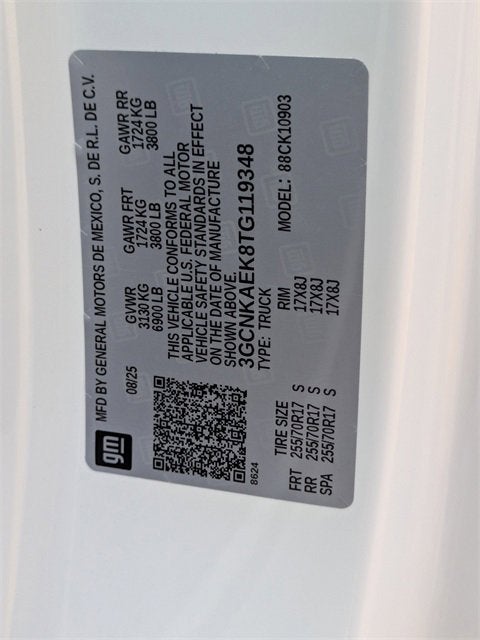 gm
MFD BY GENERAL MOTORS DE MEXICO, S. DE R.L. DE C.V.
08/25
GVWR GAWR FRT GAWR RR
3130 KG 1724 KG 1724 KG
6900 LB 3800 LB 3800 LB
THIS VEHICLE CONFORMS TO ALL
APPLICABLE U.S. FEDERAL MOTOR
VEHICLE SAFETY STANDARDS IN EFFECT
ON THE DATE OF MANUFACTURE
SHOWN ABOVE.
3GCNKAEK8TG119348
TYPE: TRUCK
8624
TIRE SIZE RIM MODEL: 88CK10903
FRT 255/70R17 S 17X8J
RR 255/70R17 S 17X8J
SPA 255/70R17 S 17X8J